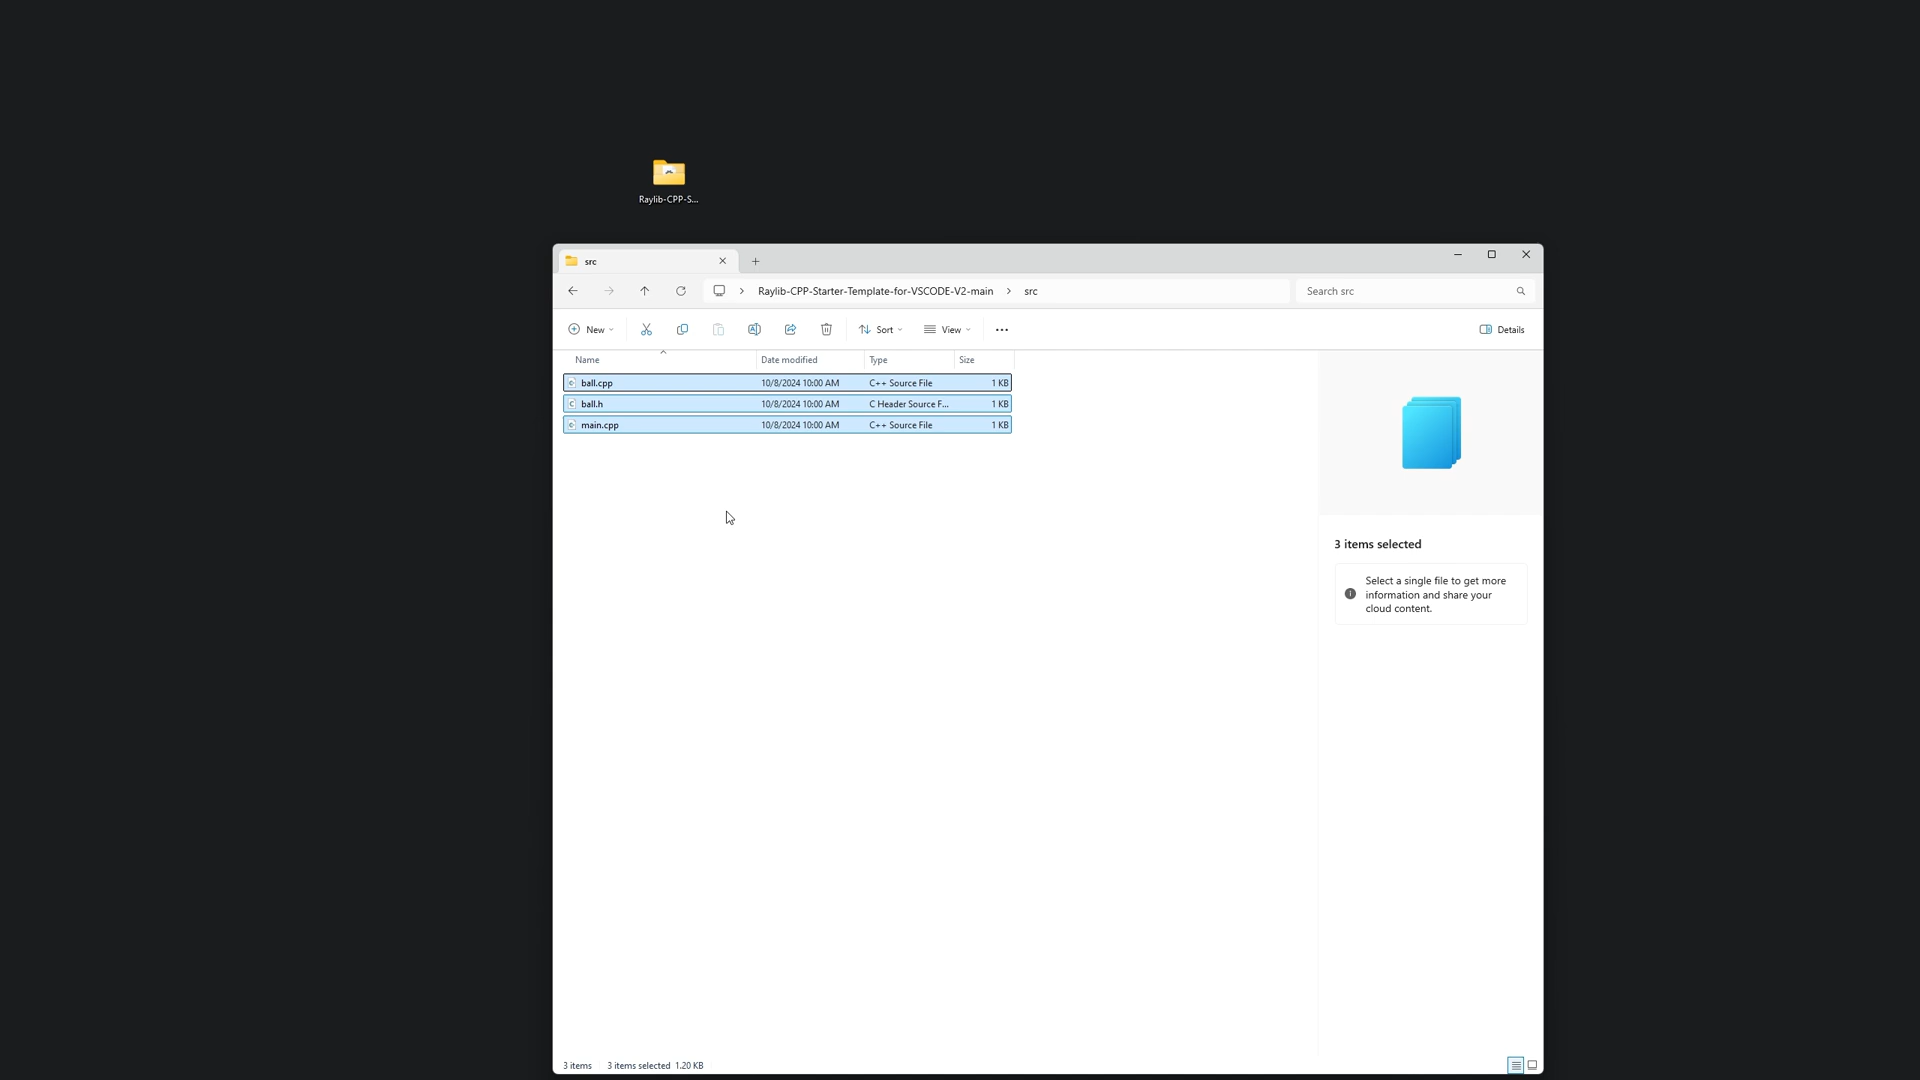 Raylib-CPP-S...
src
Raylib-CPP-Starter-Template-for-VSCODE-V2-main > src
Search src
New
Sort
View
Details
Name Date modified Type Size
ball.cpp 10/8/2024 10:00 AM C++ Source File 1 KB
ball.h 10/8/2024 10:00 AM C Header Source F... 1 KB
main.cpp 10/8/2024 10:00 AM C++ Source File 1 KB
3 items selected
Select a single file to get more
information and share your
cloud content.
3 items 3 items selected 1.20 KB